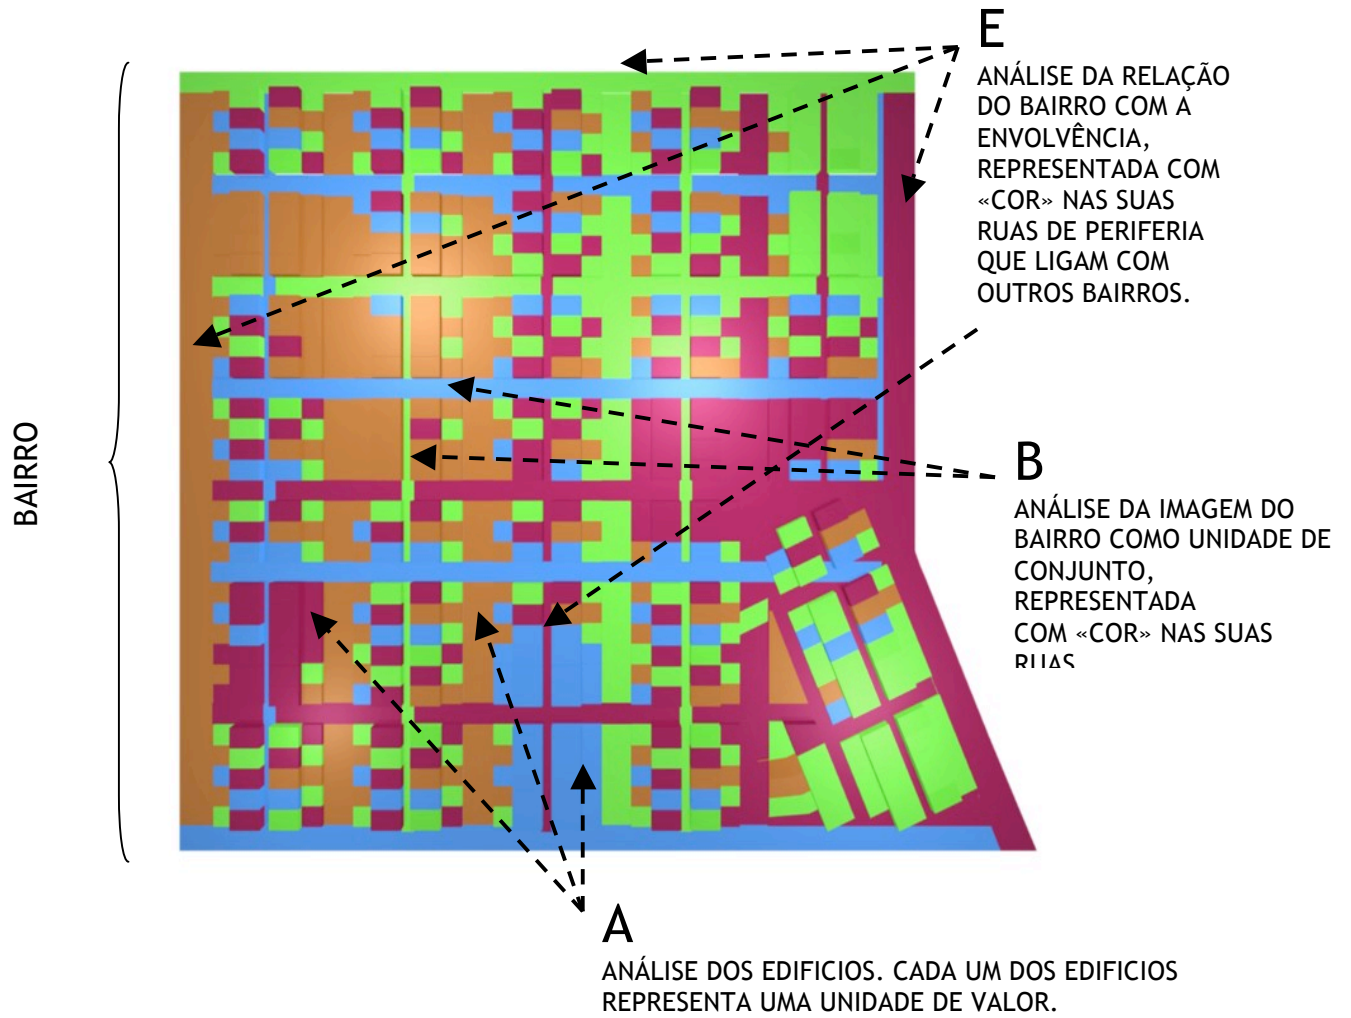 E
ANÁLISE DA RELAÇÃO
DO BAIRRO COM A
ENVOLVÊNCIA,
REPRESENTADA COM
«COR» NAS SUAS
RUAS DE PERIFERIA
QUE LIGAM COM
OUTROS BAIRROS.
BAIRRO
B
ANÁLISE DA IMAGEM DO
BAIRRO COMO UNIDADE DE
CONJUNTO,
REPRESENTADA
COM «COR» NAS SUAS
RUAS
A
ANÁLISE DOS EDIFICIOS. CADA UM DOS EDIFICIOS
REPRESENTA UMA UNIDADE DE VALOR.